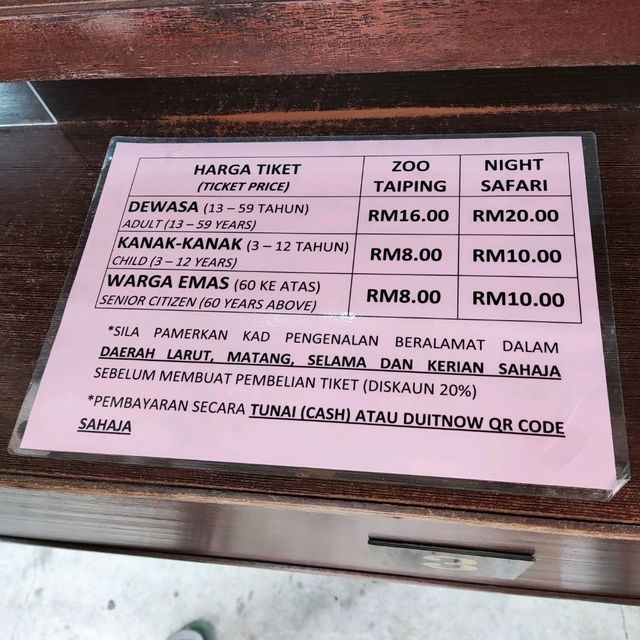 HARGA TIKET
(TICKET PRICE)
ZOO
TAIPING
NIGHT
SAFARI
DEWASA (13 – 59 TAHUN)
ADULT (13 – 59 YEARS)
RM16.00
RM20.00
KANAK-KANAK (3 – 12 TAHUN)
CHILD (3 – 12 YEARS)
RM8.00
RM10.00
WARGA EMAS (60 KE ATAS)
SENIOR CITIZEN (60 YEARS ABOVE)
RM8.00
RM10.00
*SILA PAMERKAN KAD PENGENALAN BERALAMAT DALAM
DAERAH LARUT, MATANG, SELAMA DAN KERIAN SAHAJA
SEBELUM MEMBUAT PEMBELIAN TIKET (DISKAUN 20%)
*PEMBAYARAN SECARA TUNAI (CASH) ATAU DUITNOW QR CODE
SAHAJA